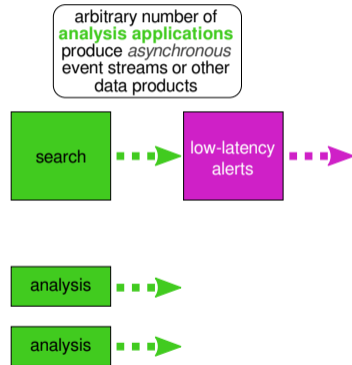 arbitrary number of
analysis applications
produce asynchronous
event streams or other
data products
search
low-latency
alerts
analysis
analysis